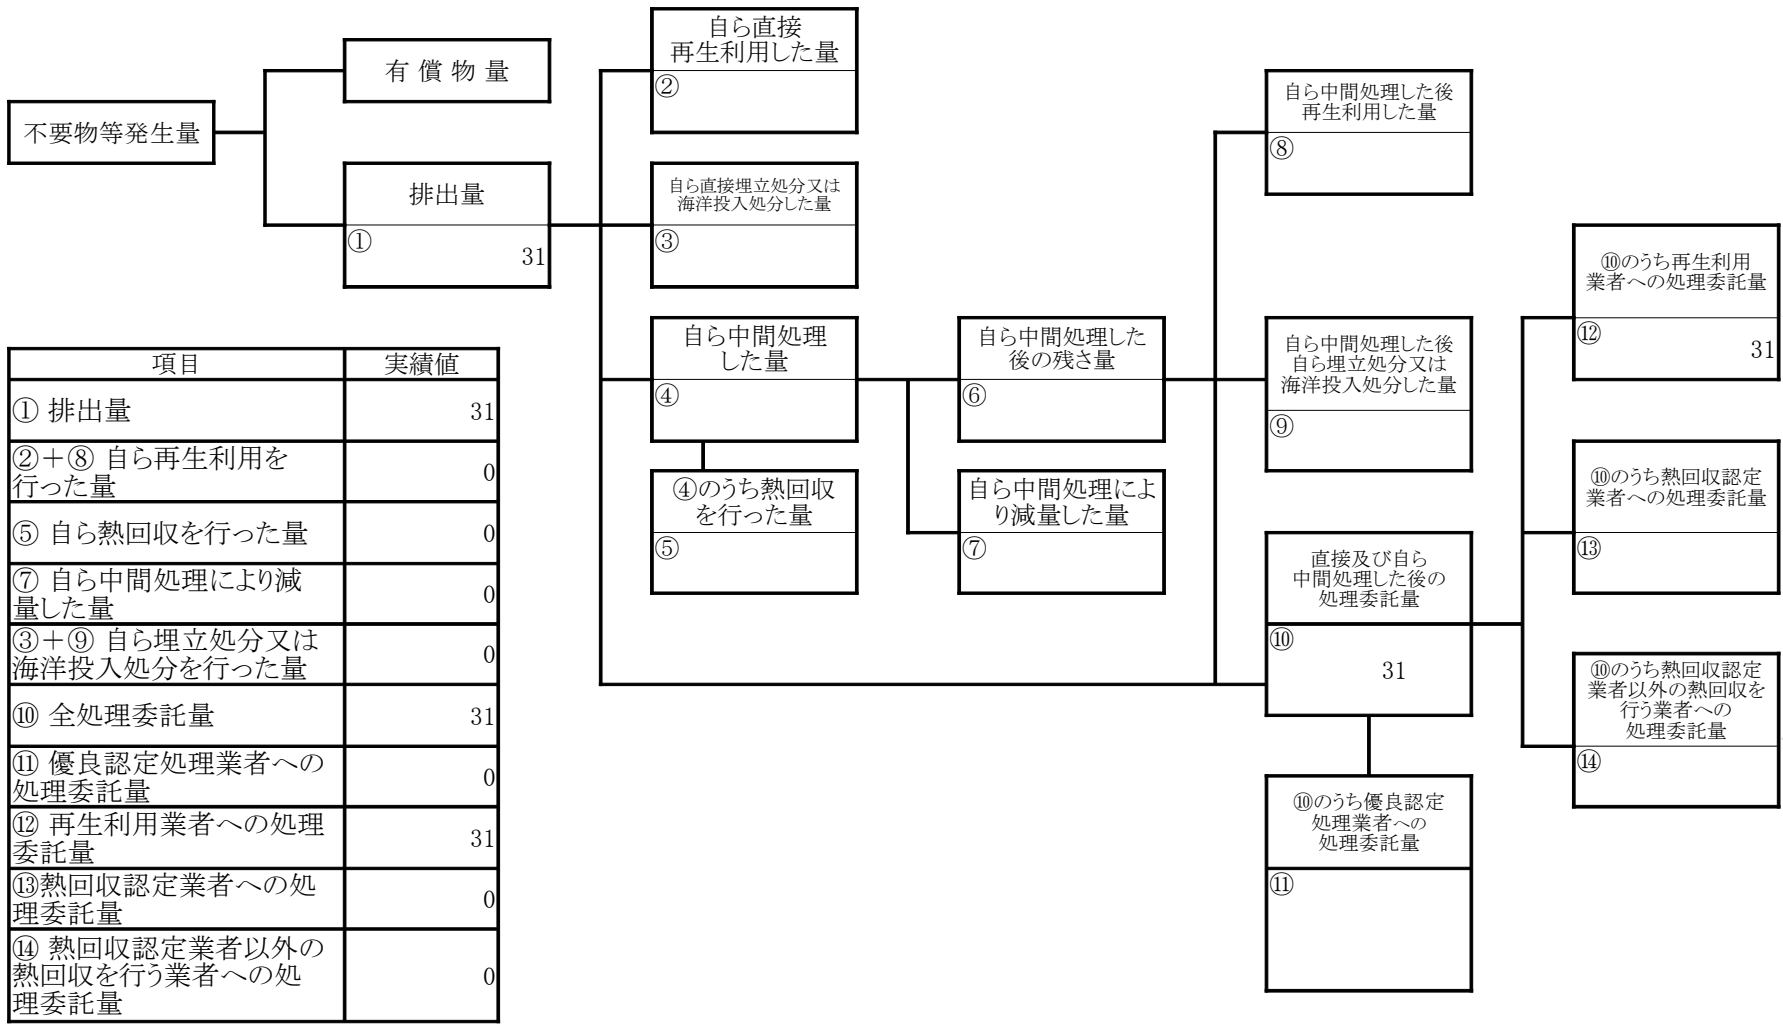 不要物等発生量
有 償 物 量
排出量
①
31
自ら直接
再生利用した量
②
自ら直接埋立処分又は
海洋投入処分した量
③
自ら中間処理
した量
④
④のうち熱回収
を行った量
⑤
自ら中間処理した
後の残さ量
⑥
自ら中間処理によ
り減量した量
⑦
自ら中間処理した後
再生利用した量
⑧
自ら中間処理した後
自ら埋立処分又は
海洋投入処分した量
⑨
直接及び自ら
中間処理した後の
処理委託量
⑩
31
⑩のうち優良認定
処理業者への
処理委託量
⑪
⑩のうち再生利用
業者への処理委託量
⑫
31
⑩のうち熱回収認定
業者への処理委託量
⑬
⑩のうち熱回収認定
業者以外の熱回収を
行う業者への
処理委託量
⑭
項目 実績値
① 排出量 31
②＋⑧ 自ら再生利用を
行った量 0
⑤ 自ら熱回収を行った量 0
⑦ 自ら中間処理により減
量した量 0
③＋⑨ 自ら埋立処分又は
海洋投入処分を行った量 0
⑩ 全処理委託量 31
⑪ 優良認定処理業者への
処理委託量 0
⑫ 再生利用業者への処理
委託量 31
⑬熱回収認定業者への処
理委託量 0
⑭ 熱回収認定業者以外の
熱回収を行う業者への処
理委託量 0